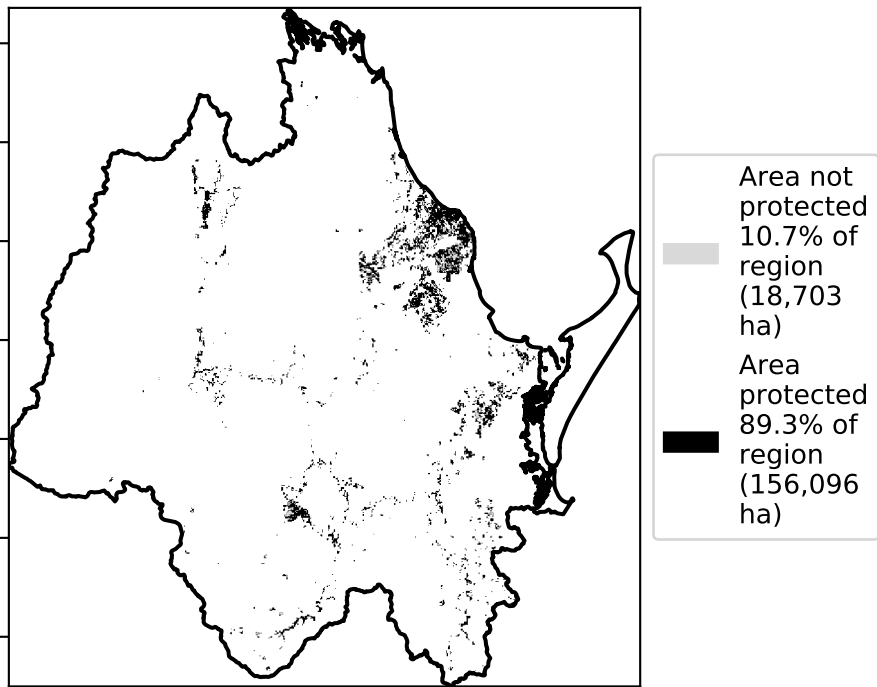 Area not
protected
10.7% of
region
(18,703
ha)
Area
protected
89.3% of
region
(156,096
ha)